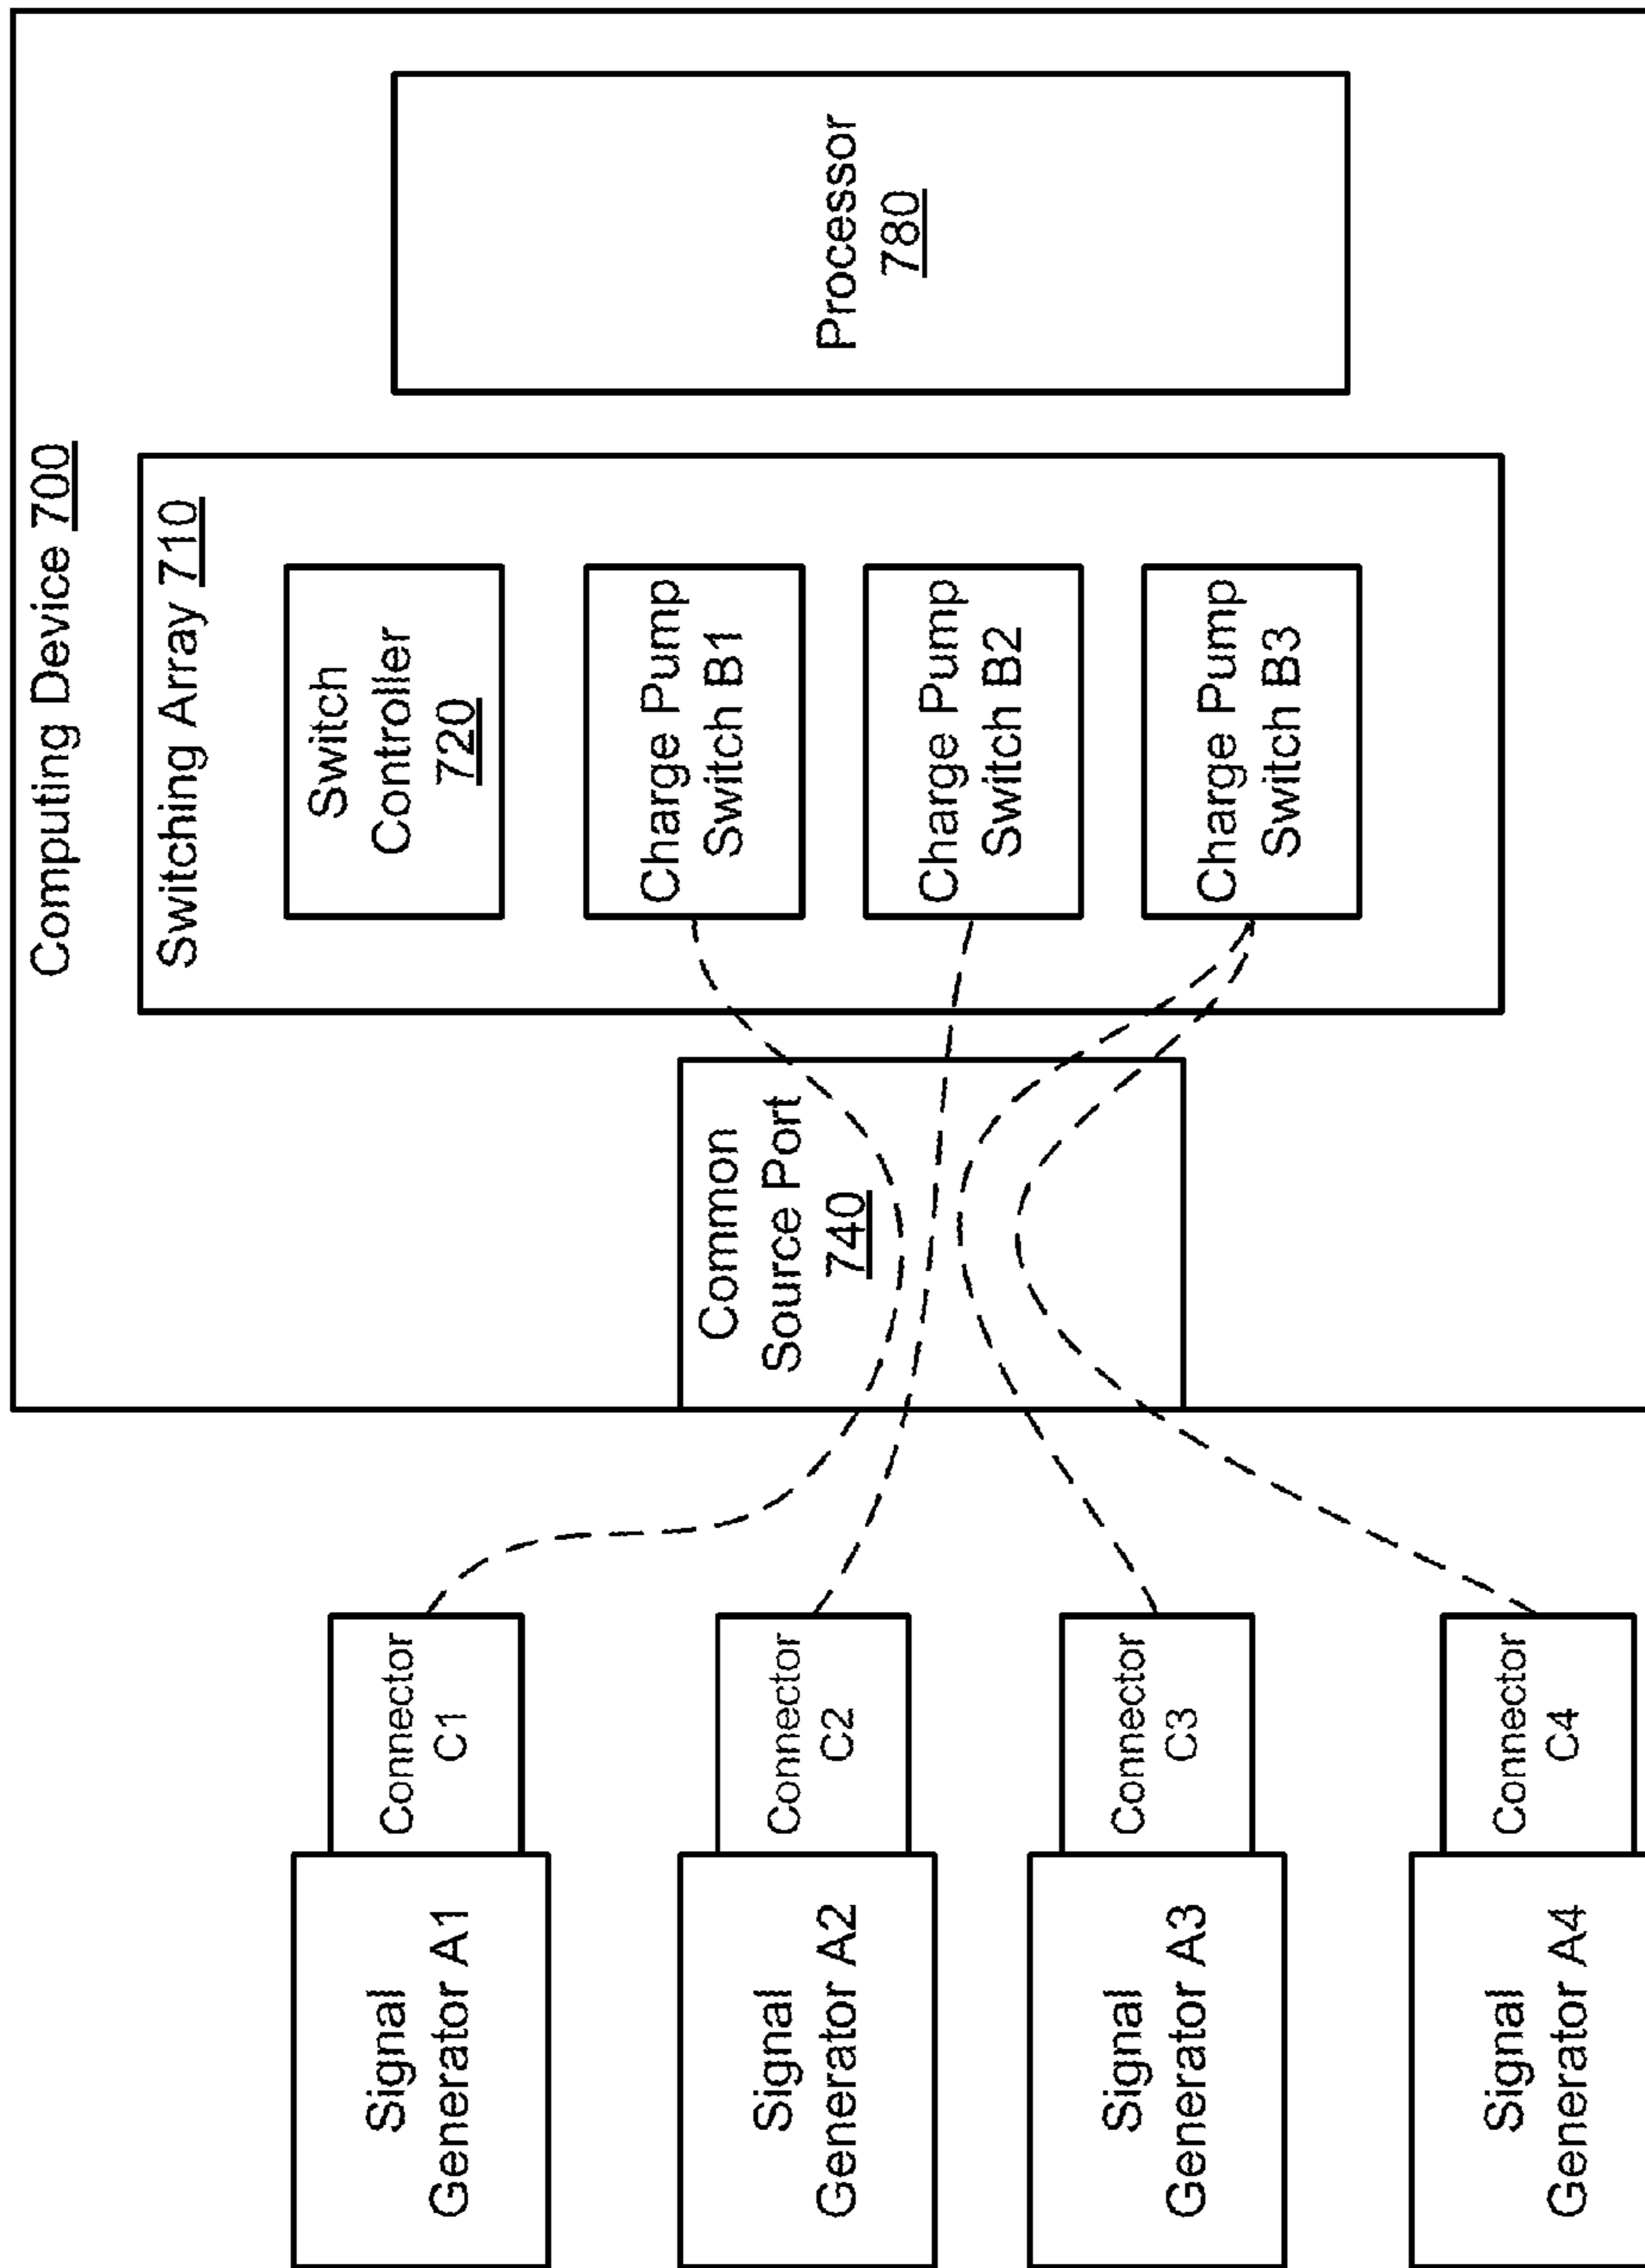 Computing Device 700
Switching Array 710
Switch
Controller
720
Charge Pump
Switch B1
Charge Pump
Switch B2
Charge Pump
Switch B3
Processor
780
Common
Source Port
740
Connector
C1
Connector
C2
Connector
C3
Connector
C4
Signal
Generator A1
Signal
Generator A2
Signal
Generator A3
Signal
Generator A4